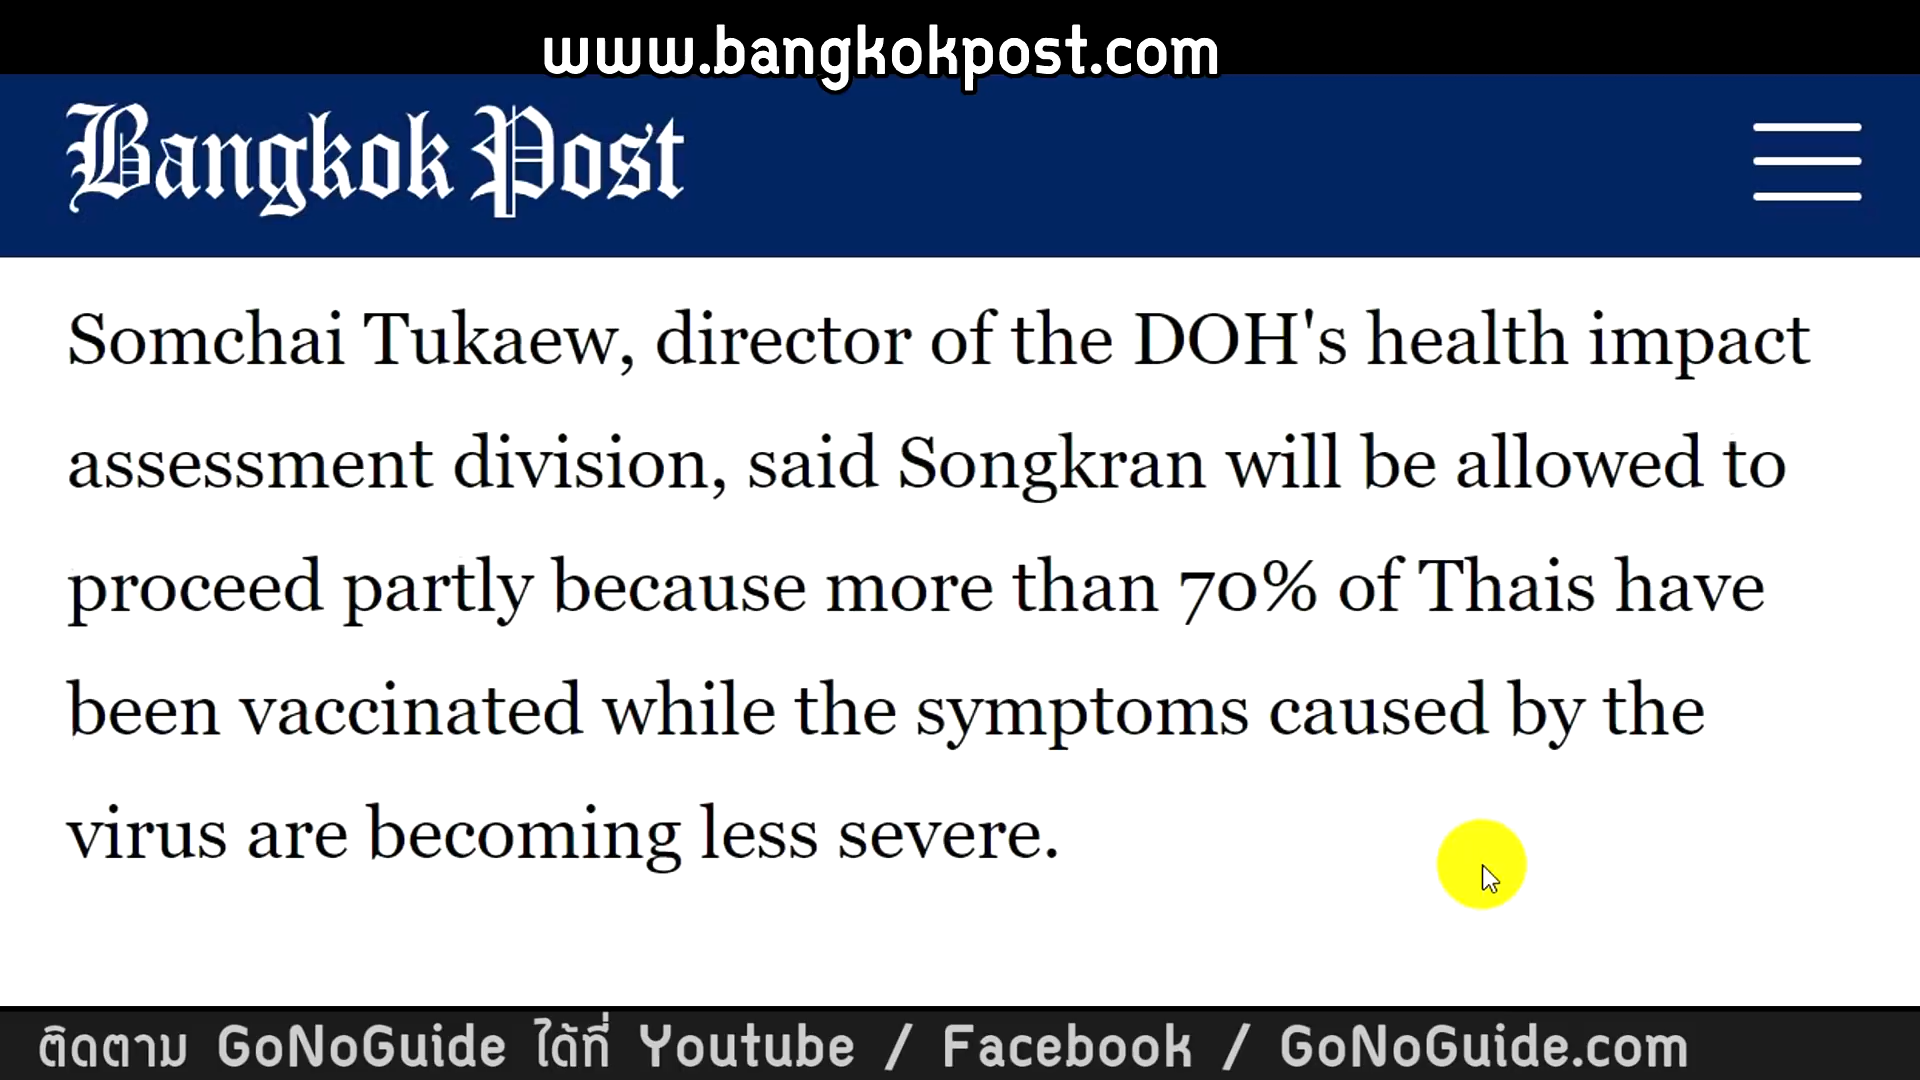 www.bangkokpost.com
Bangkok Post
Somchai Tukaew, director of the DOH's health impact
assessment division, said Songkran will be allowed to
proceed partly because more than 70% of Thais have
been vaccinated while the symptoms caused by the
virus are becoming less severe.
ติดตาม GoNoGuide ได้ที่ Youtube / Facebook / GoNoGuide.com